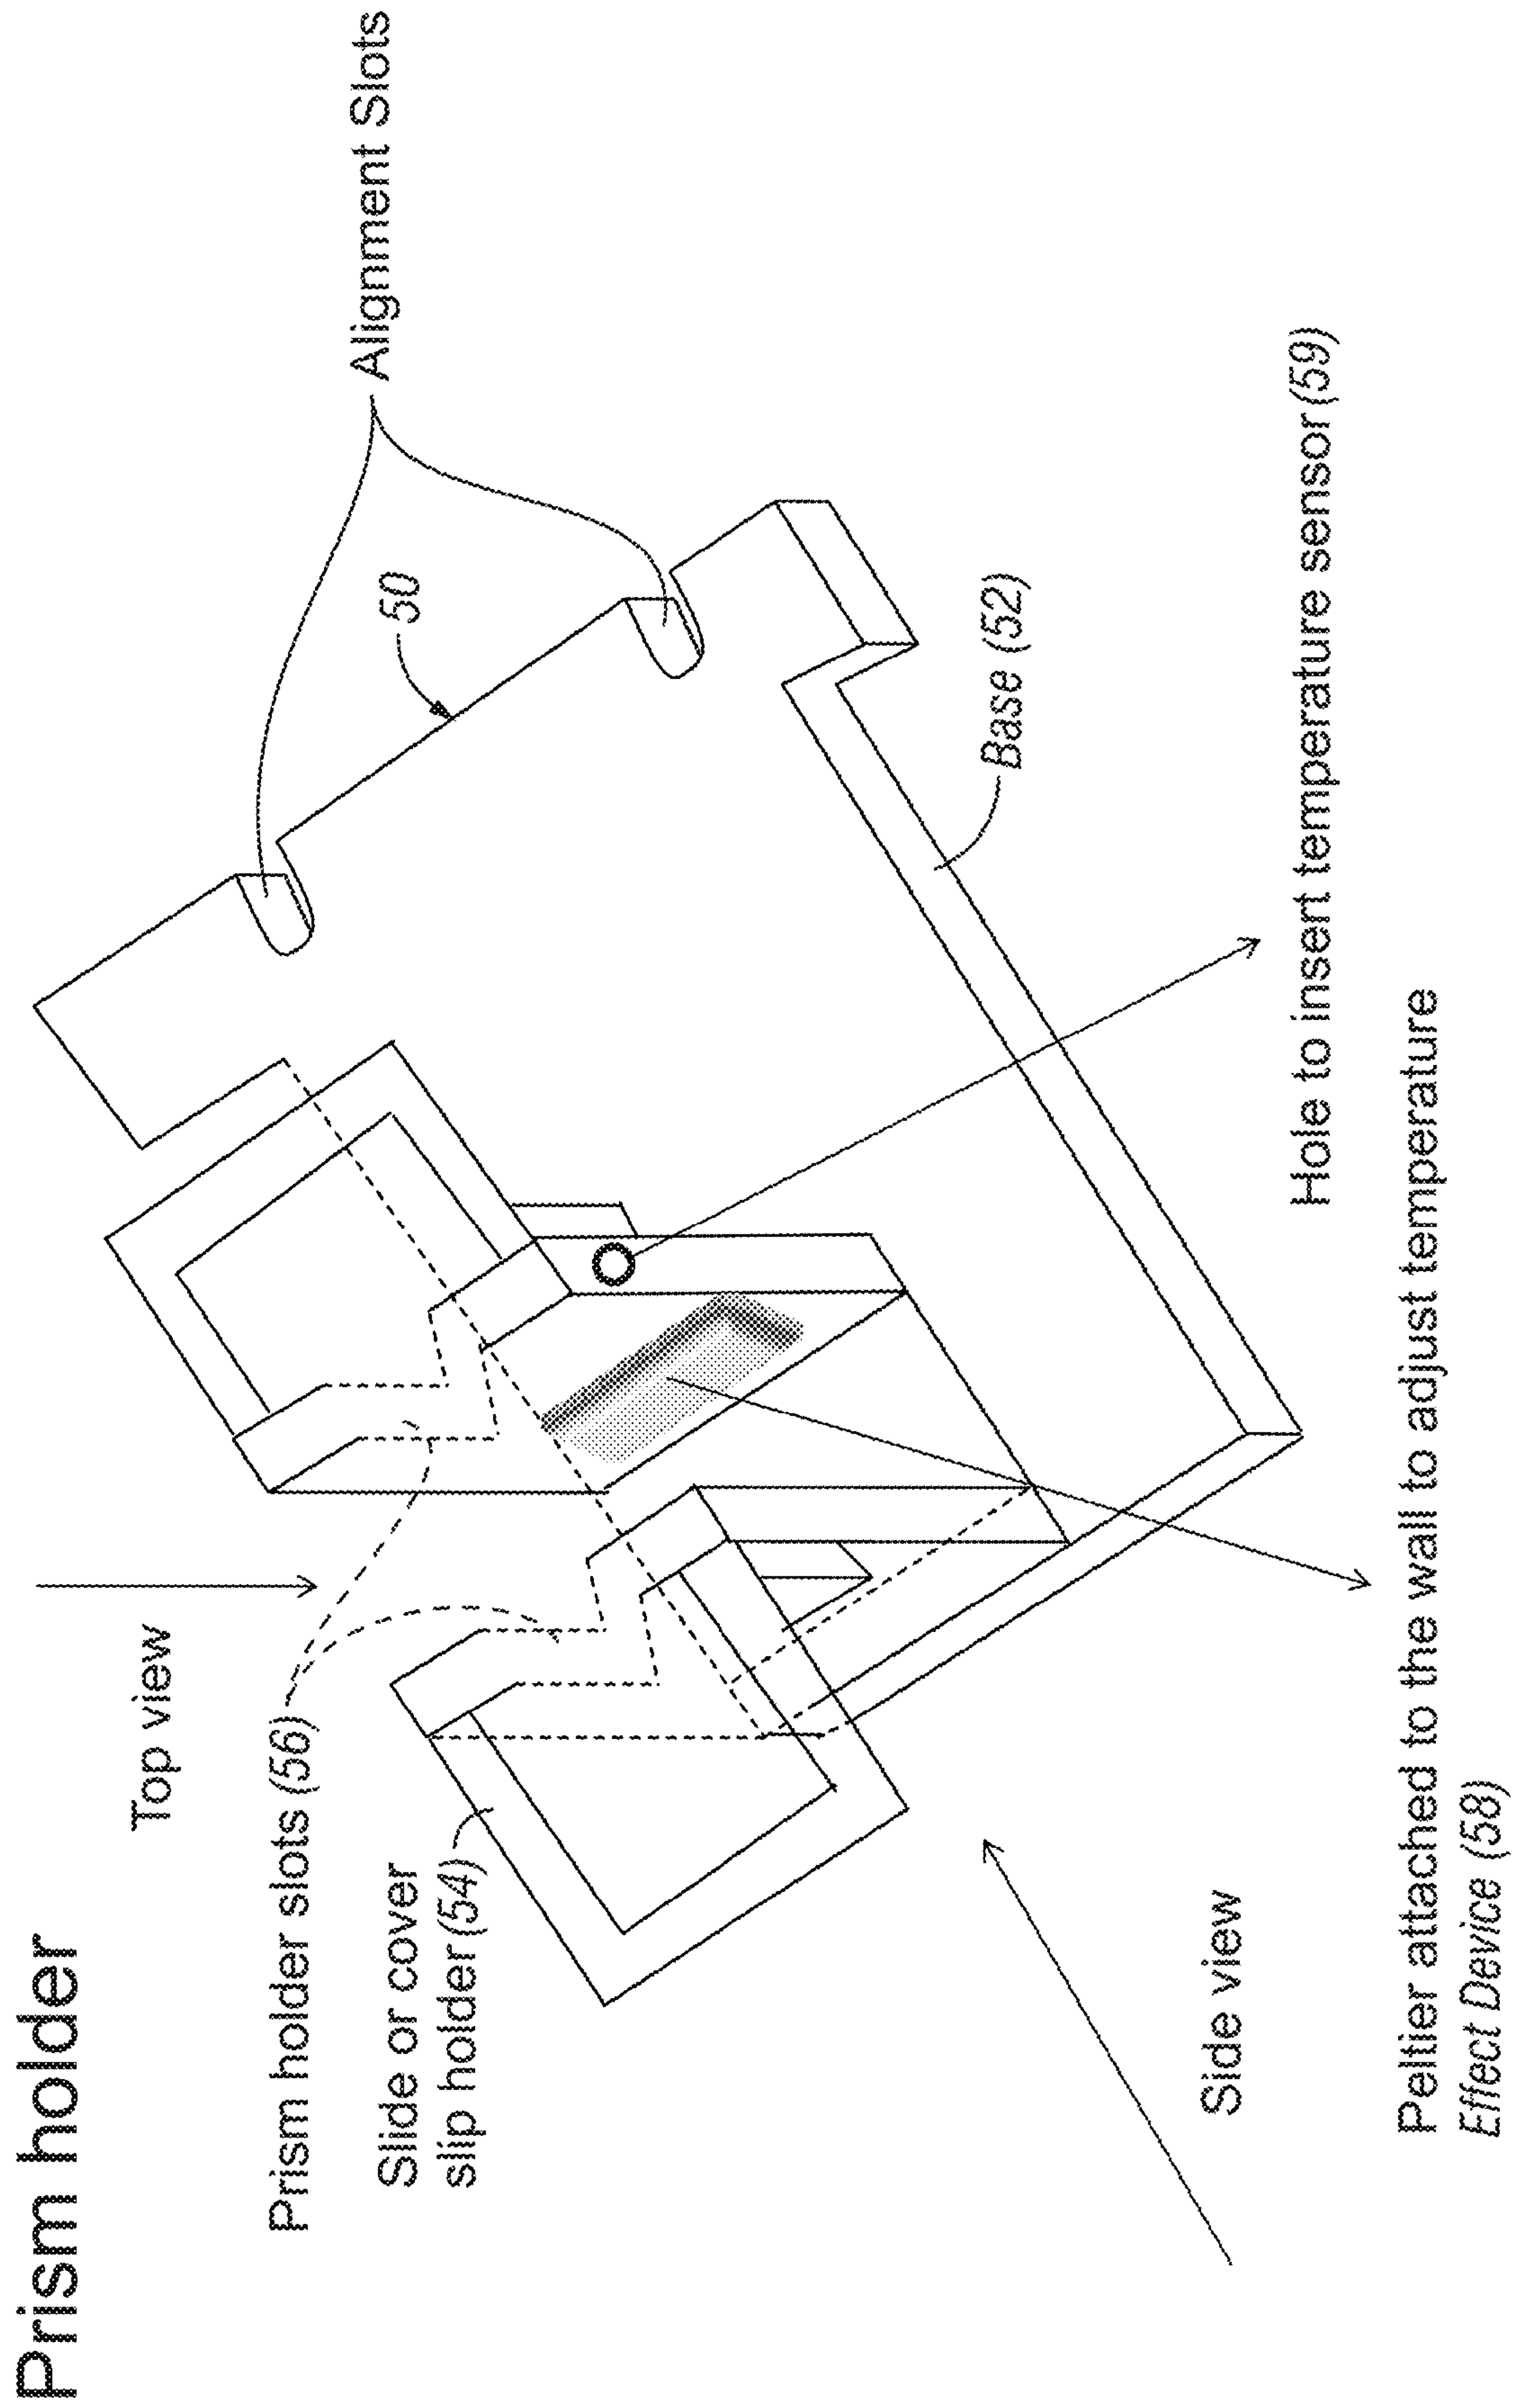 Prism holder
Top view
Prism holder slots (56)
Slide or cover
slip holder (54)
Alignment Slots
50
Base (52)
Side view
Hole to insert temperature sensor (59)
Peltier attached to the wall to adjust temperature
Effect Device (58)